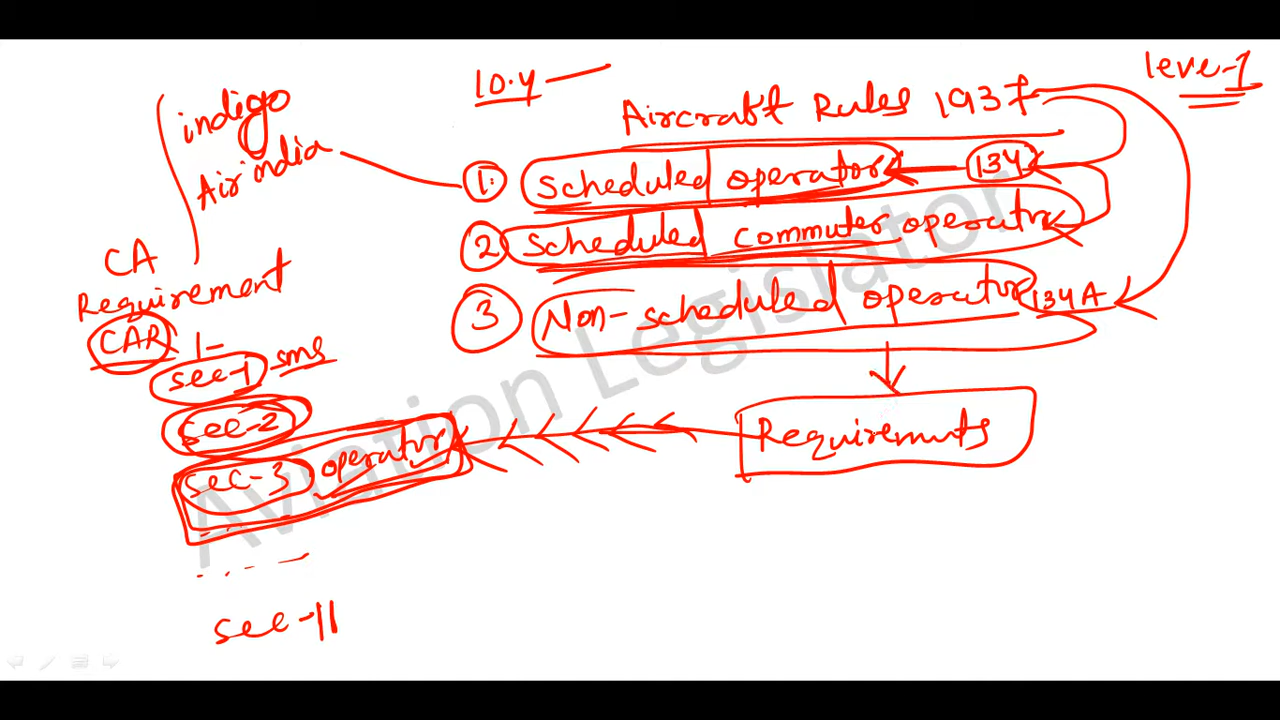 10.4
leve-1
Aircraft Rules 1937
indigo
Air india
1. Scheduled operator 134
2 Scheduled commuter operator
3 Non-scheduled operator 134A
CA
Requirement
CAR 1-
Sec-1 sms
Sec-2
Sec-3 operator
Requiremnts
Sec-11
Aviation Legislator